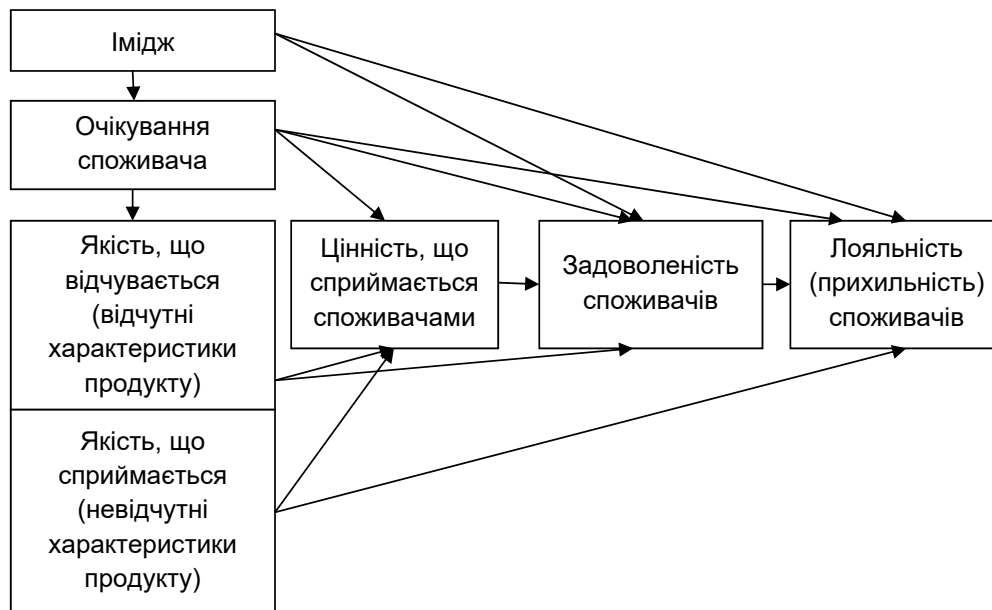 Імідж
Очікування
споживача
Якість, що
відчувається
(відчутні
характеристики
продукту)
Цінність, що
сприймається
споживачами
Задоволеність
споживачів
Лояльність
(прихильність)
споживачів
Якість, що
сприймається
(невідчутні
характеристики
продукту)